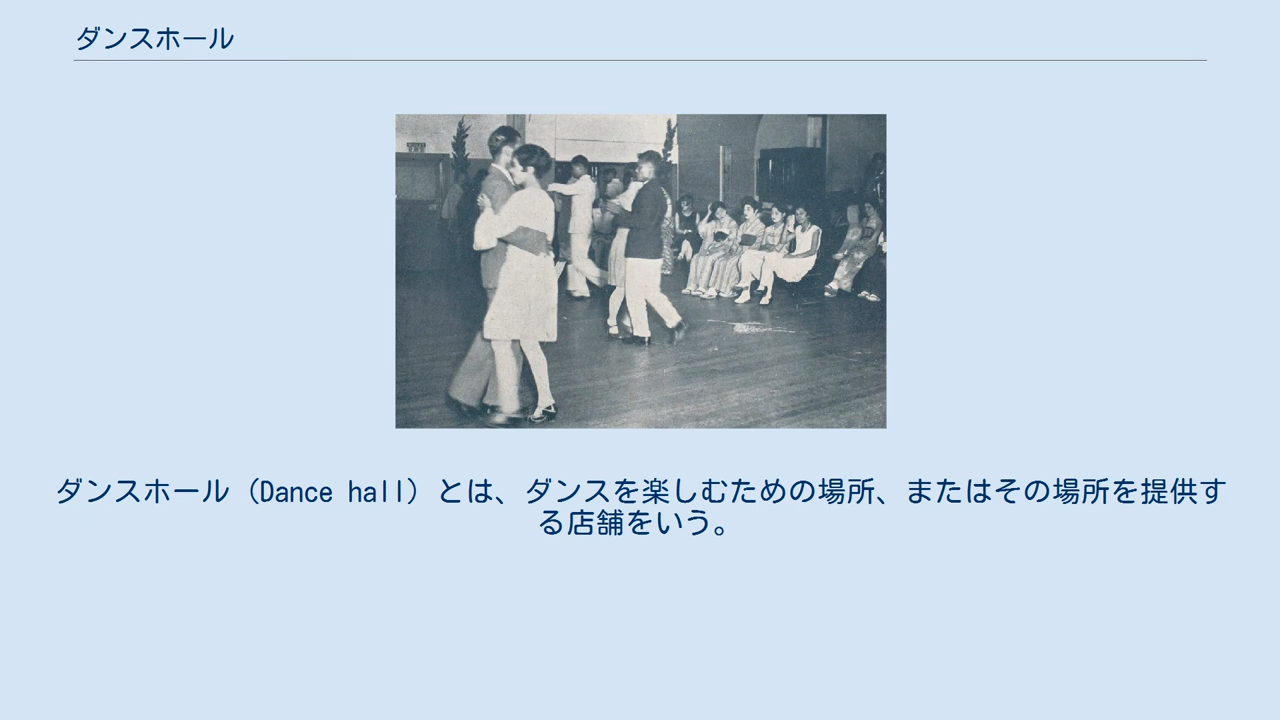 ダンスホール
ダンスホール（Dance hall）とは、ダンスを楽しむための場所、またはその場所を提供す
る店舗をいう。